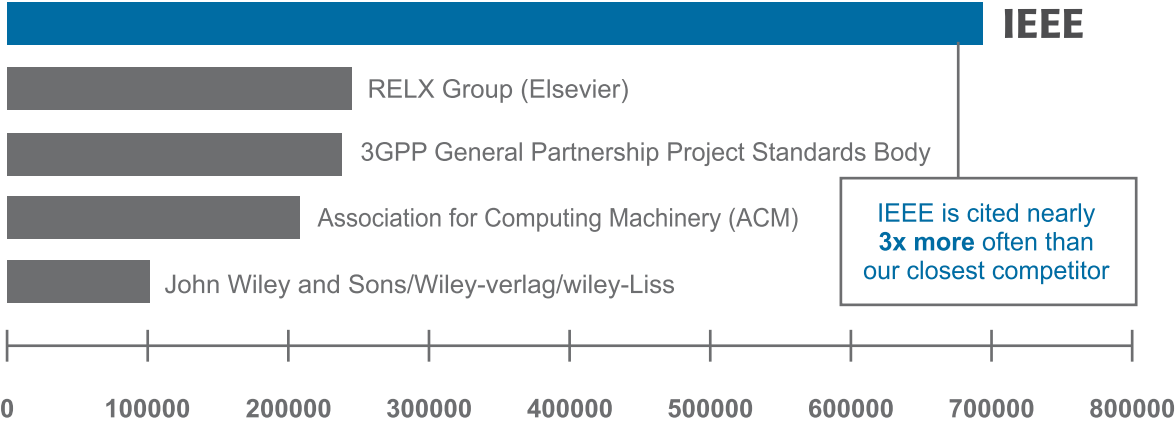 IEEE
RELX Group (Elsevier)
3GPP General Partnership Project Standards Body
Association for Computing Machinery (ACM)
IEEE is cited nearly
3x more often than
our closest competitor
John Wiley and Sons/Wiley-verlag/wiley-Liss
0 100000 200000 300000 400000 500000 600000 700000 800000